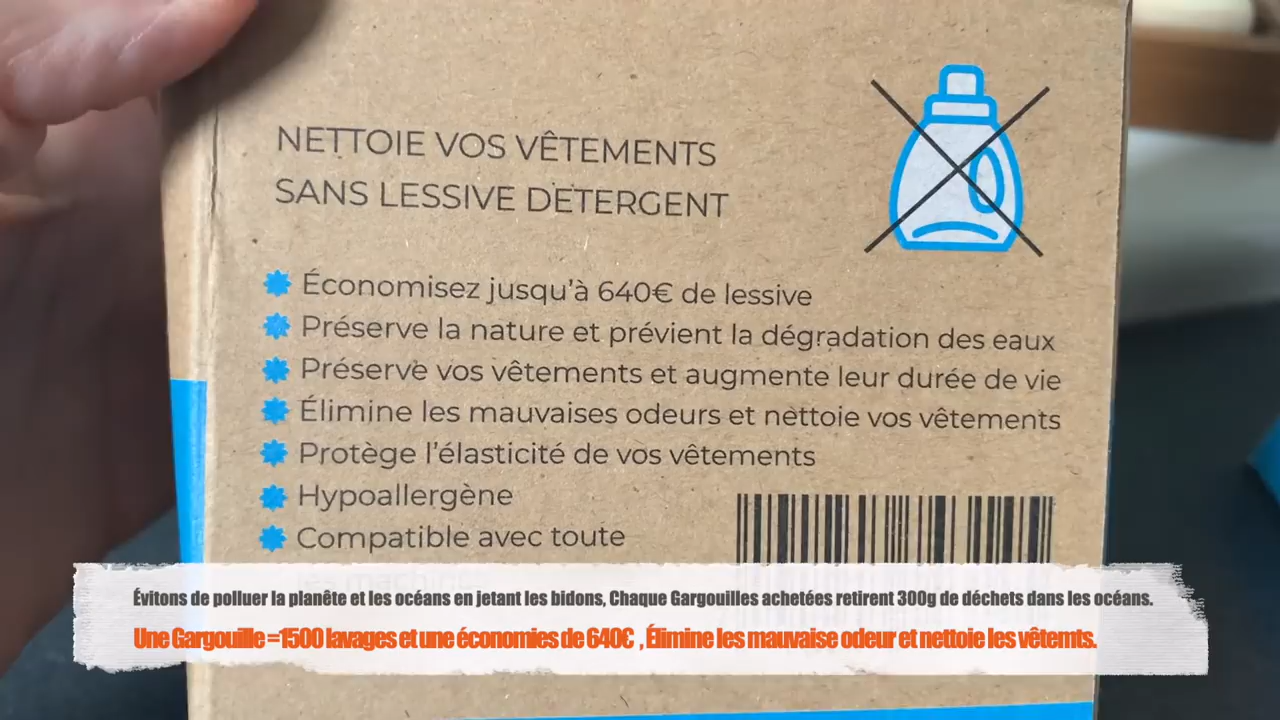 NETTOIE VOS VÊTEMENTS
SANS LESSIVE DETERGENT
Économisez jusqu'à 640€ de lessive
Préserve la nature et prévient la dégradation des eaux
Préserve vos vêtements et augmente leur durée de vie
Élimine les mauvaises odeurs et nettoie vos vêtements
Protège l'élasticité de vos vêtements
Hypoallergène
Compatible avec toute
Évitons de polluer la planête et les océans en jetant les bidons, Chaque Gargouilles achetées retirent 300g de déchets dans les océans.
Une Gargouille =1500 lavages et une économies de 640€ , Élimine les mauvaise odeur et nettoie les vêtemts.